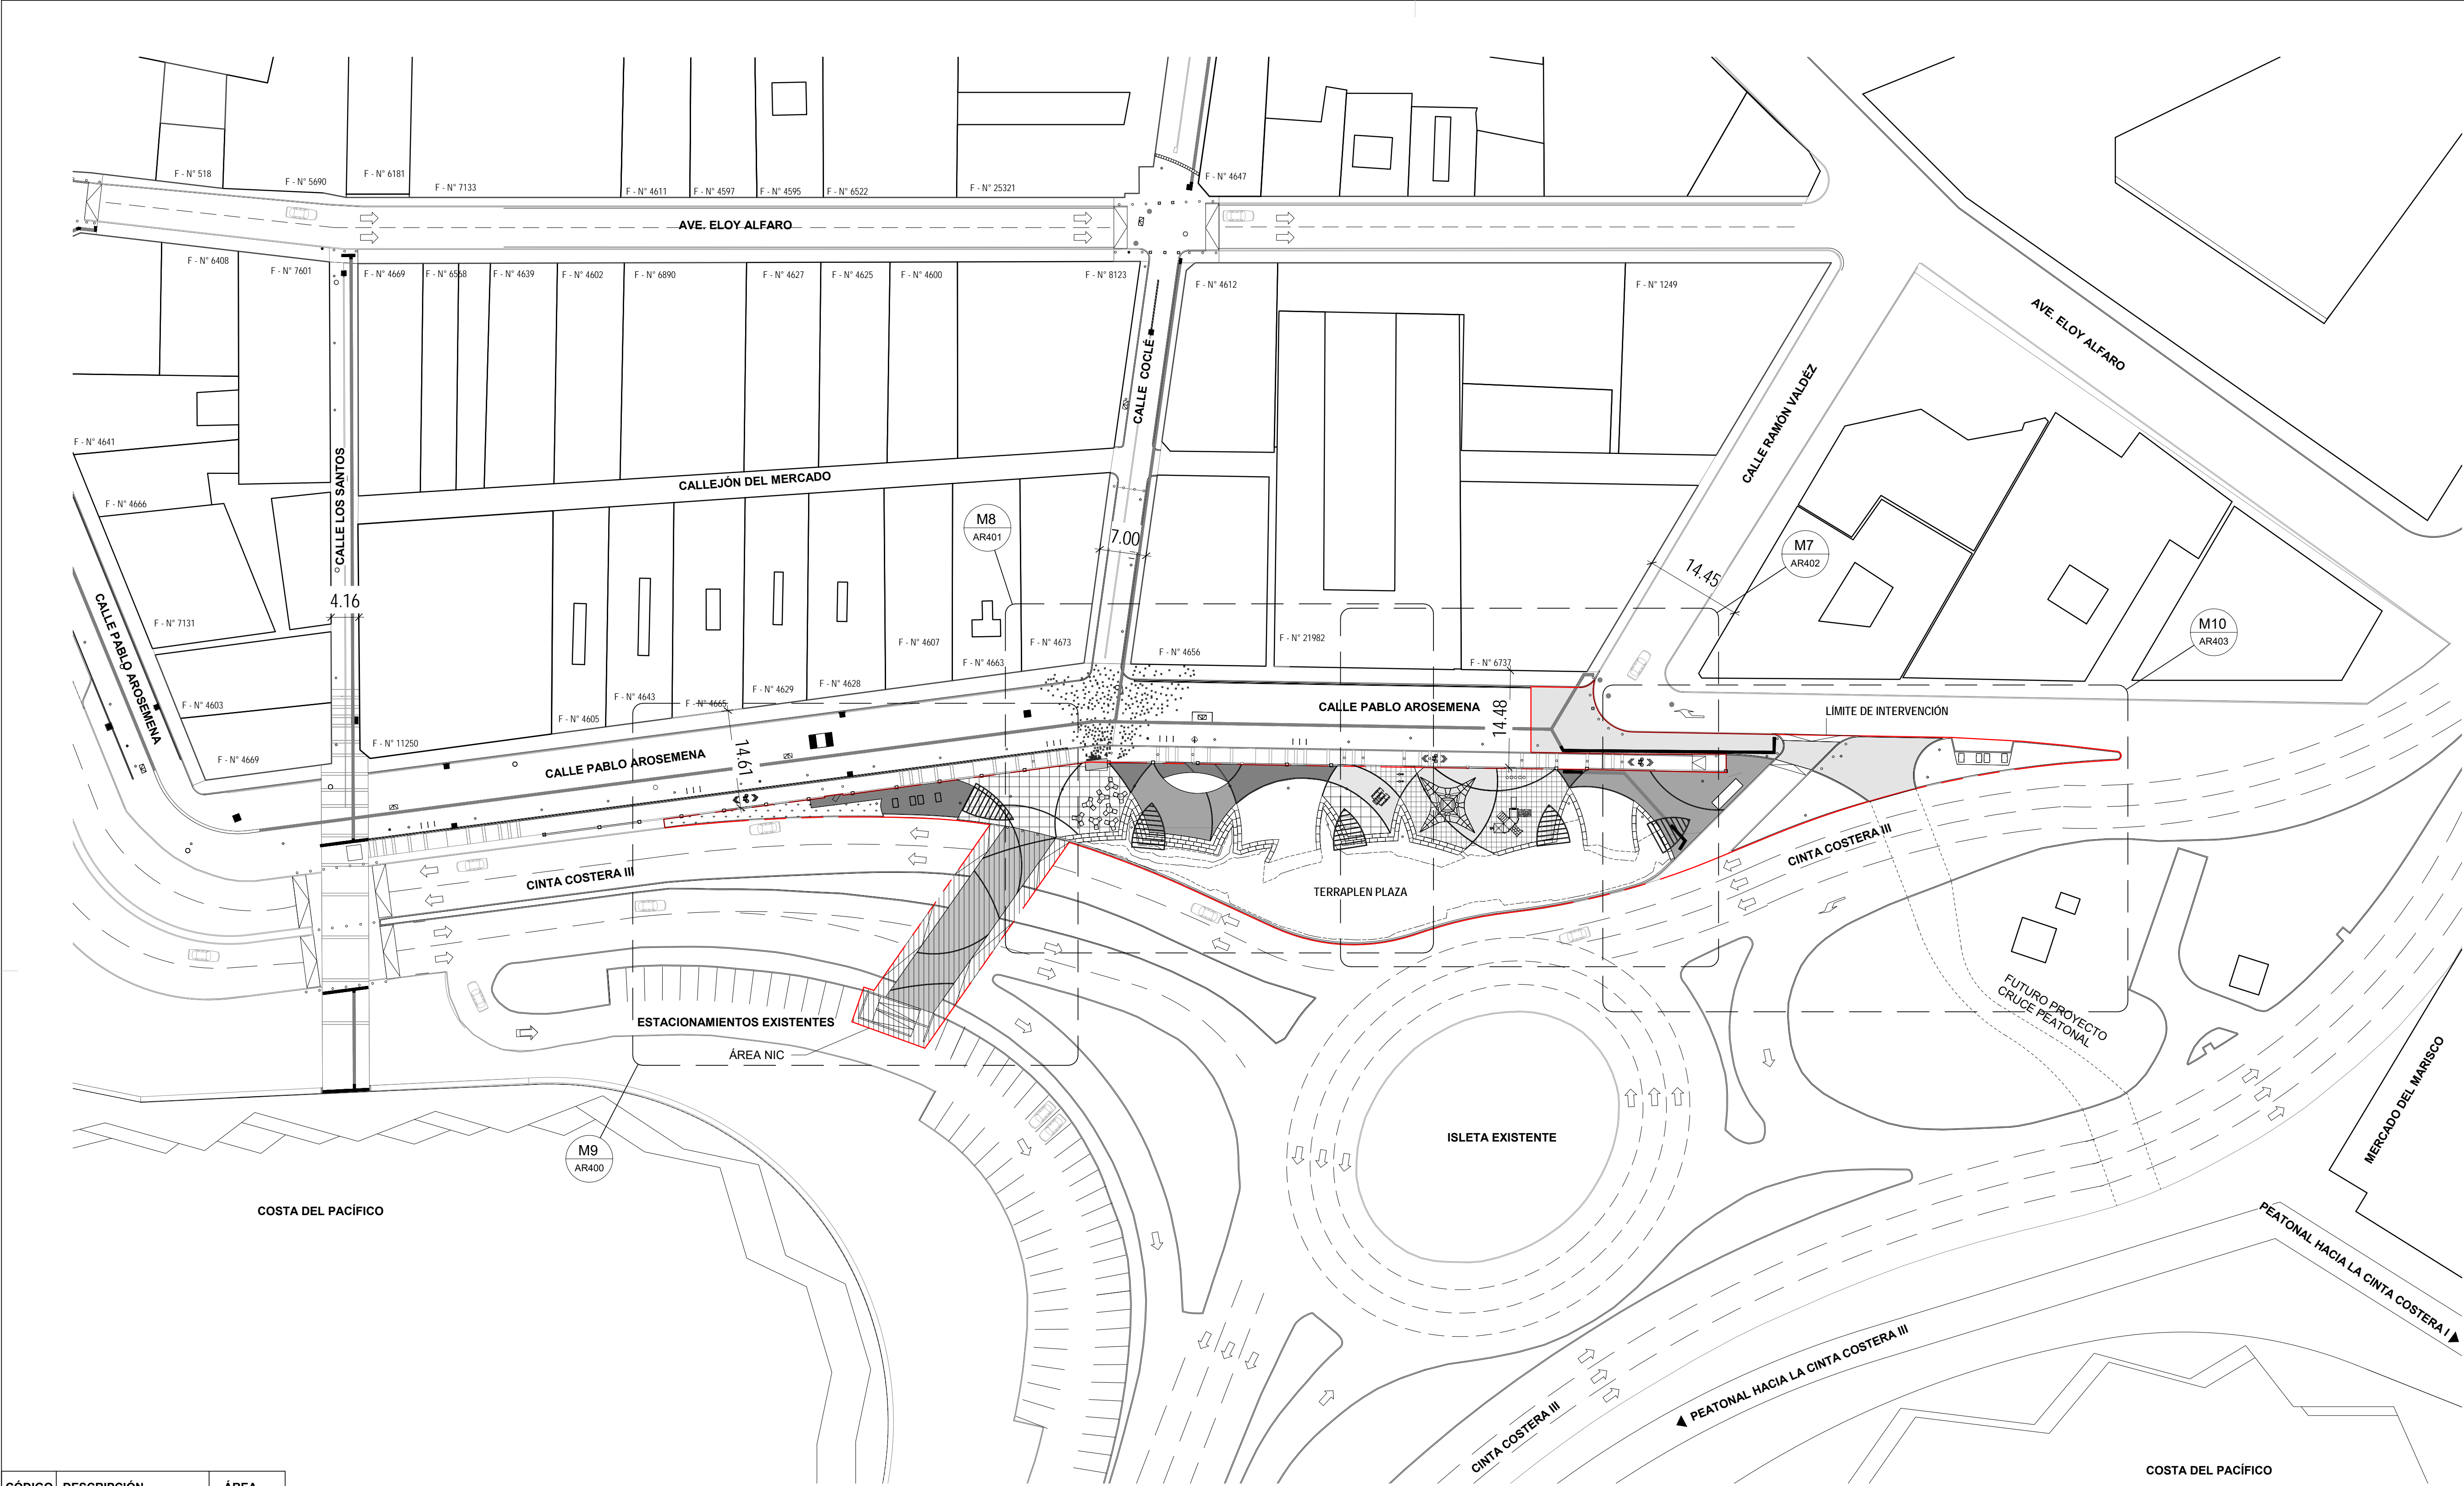 F - N° 518
F - N° 5690
F - N° 6181
F - N° 7133
F - N° 4611
F - N° 4597
F - N° 4595
F - N° 6522
F - N° 25321
F - N° 4647
AVE. ELOY ALFARO
F - N° 6408
F - N° 7601
F - N° 4669
F - N° 6568
F - N° 4639
F - N° 4602
F - N° 6890
F - N° 4627
F - N° 4625
F - N° 4600
F - N° 8123
F - N° 4612
F - N° 1249
AVE. ELOY ALFARO
CALLE COCLÉ
CALLE RAMÓN VALDÉZ
F - N° 4641
CALLE LOS SANTOS
CALLEJÓN DEL MERCADO
F - N° 4666
M8
AR401
7.00
M7
AR402
14.45
4.16
CALLE PABLO AROSEMENA
F - N° 7131
F - N° 4607
F - N° 4673
F - N° 21982
M10
AR403
F - N° 4663
F - N° 4656
F - N° 6737
F - N° 4603
F - N° 4643
F - N° 4665
F - N° 4629
F - N° 4628
F - N° 4605
CALLE PABLO AROSEMENA
14.48
LÍMITE DE INTERVENCIÓN
F - N° 11250
F - N° 4669
14.61
CALLE PABLO AROSEMENA
CINTA COSTERA III
CINTA COSTERA III
TERRAPLEN PLAZA
FUTURO PROYECTO
CRUCE PEATONAL
ESTACIONAMIENTOS EXISTENTES
ÁREA NIC
MERCADO DEL MARISCO
ISLETA EXISTENTE
M9
AR400
COSTA DEL PACÍFICO
PEATONAL HACIA LA CINTA COSTERA I
PEATONAL HACIA LA CINTA COSTERA III
CINTA COSTERA III
COSTA DEL PACÍFICO
CÓDIGO DESCRIPCIÓN ÁREA